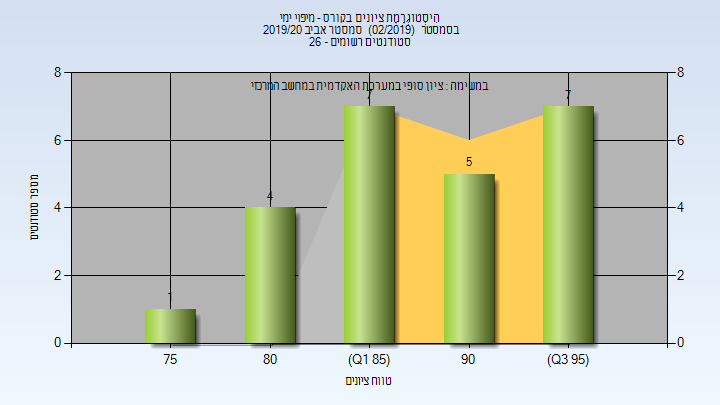 היסטוגרמת ציונים בקורס - מיפוי ימי
בסמסטר (02/2019) סמסטר אביב 2019/20
סטודנטים רשומים - 26
במשימה : ציון סופי במערכת האקדמית במחשב המרכזי
8
6
4
2
0
8
6
4
2
0
מספר סטודנטים
1
4
7
5
7
75
80
(Q1 85)
90
(Q3 95)
טווח ציונים